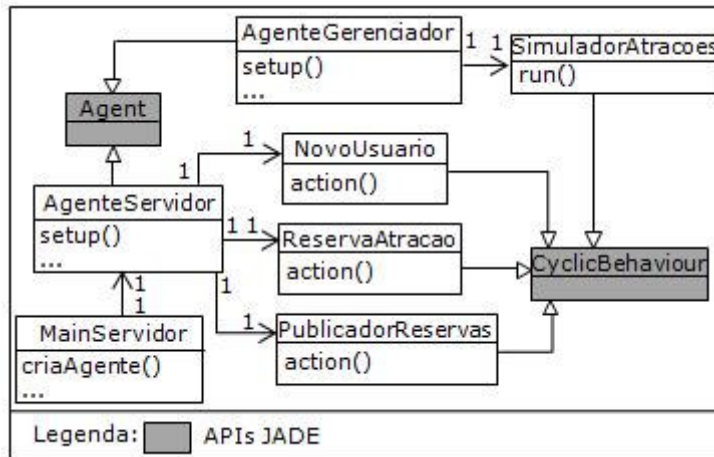 AgenteGerenciador
setup()
...
1
1
SimuladorAtracoes
run()
Agent
1
1
NovoUsuario
action()
AgenteServidor
setup()
...
1 1
ReservaAtracao
action()
CyclicBehaviour
1
1
1
1
PublicadorReservas
action()
MainServidor
criaAgente()
...
Legenda: APIs JADE